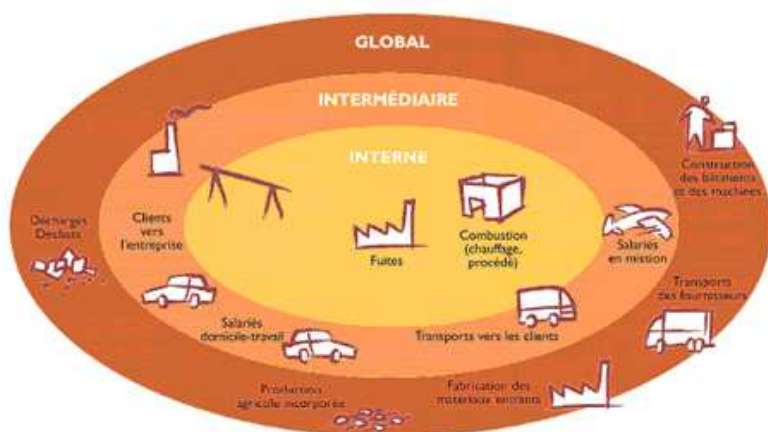 GLOBAL
INTERMÉDIAIRE
INTERNE
Construction
des bâtiments
et des machines
Décharges
Déchets
Clients
vers
l'entreprise
Fuites
Combustion
(chauffage,
procédé)
Salariés
en mission
Transports
des fournisseurs
Salariés
domicile-travail
Transports vers les clients
Production
agricole incorporée
Fabrication des
matériaux entrants